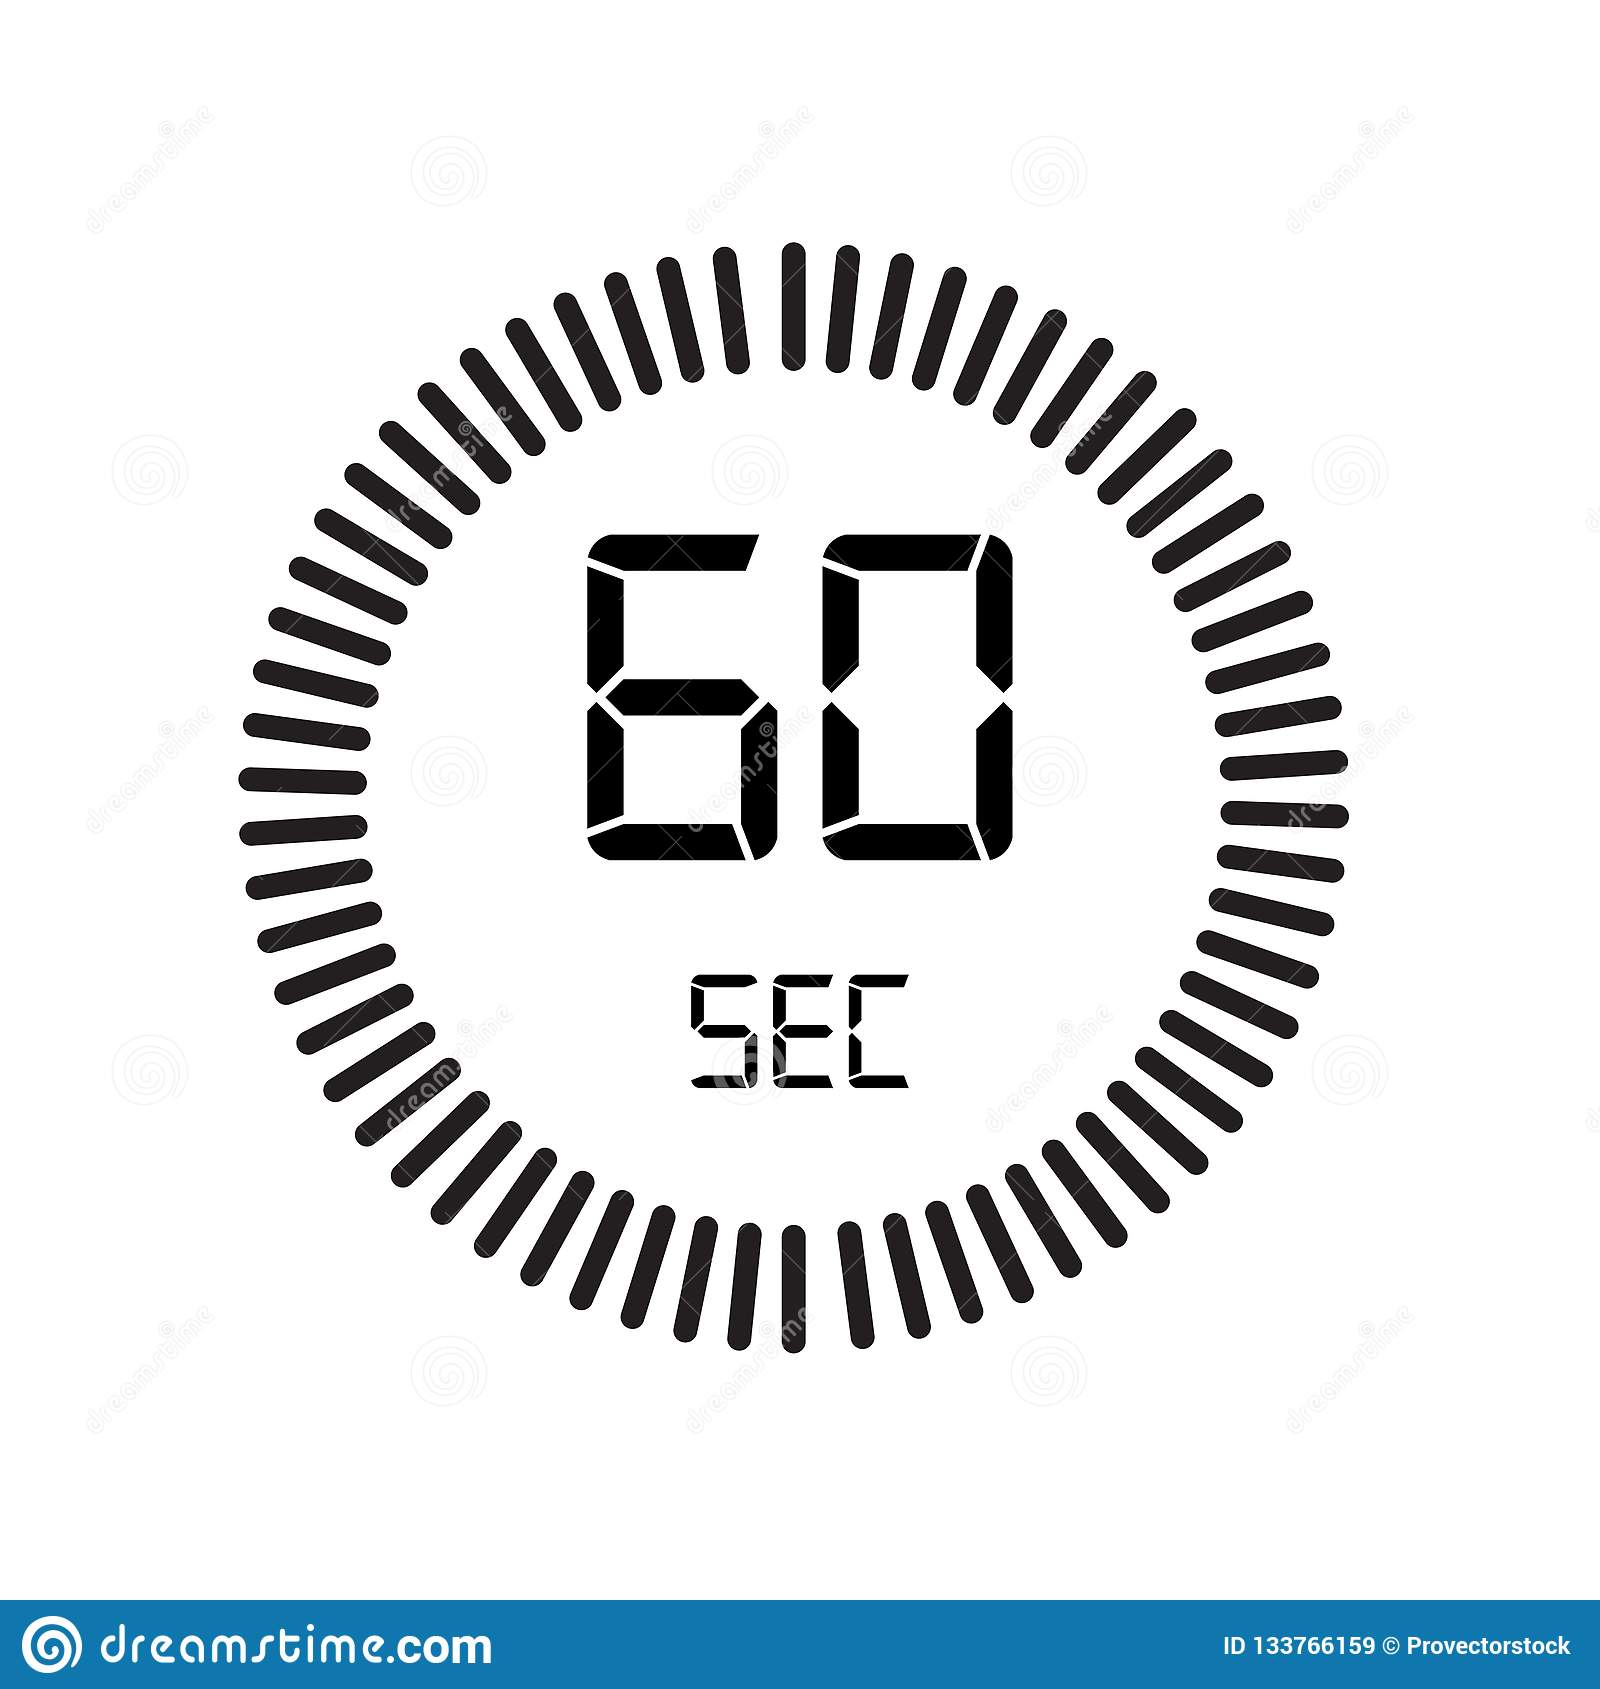 60
SEC
dreamstime.com
ID 133766159 © Provectorstock